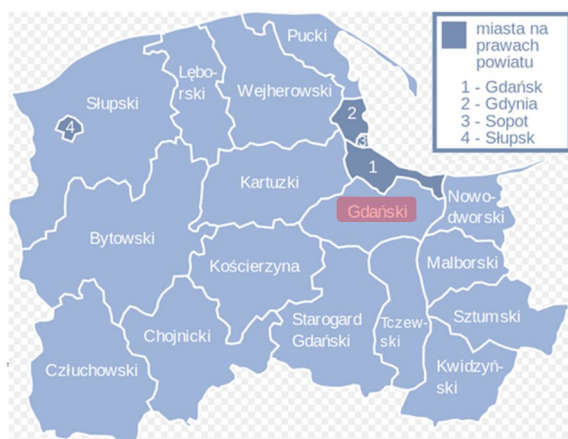 miasta na
prawach
powiatu
1 - Gdańsk
2 - Gdynia
3 - Sopot
4 - Słupsk
Pucki
Lębor-
ski
Wejherowski
Słupski
4
2
3
1
Kartuzki
Gdański
Nowo-
dworski
Bytowski
Kościerzyna
Malborski
Chojnicki
Starogard
Gdański
Tczew-
ski
Sztumski
Człuchowski
Kwidzyń-
ski